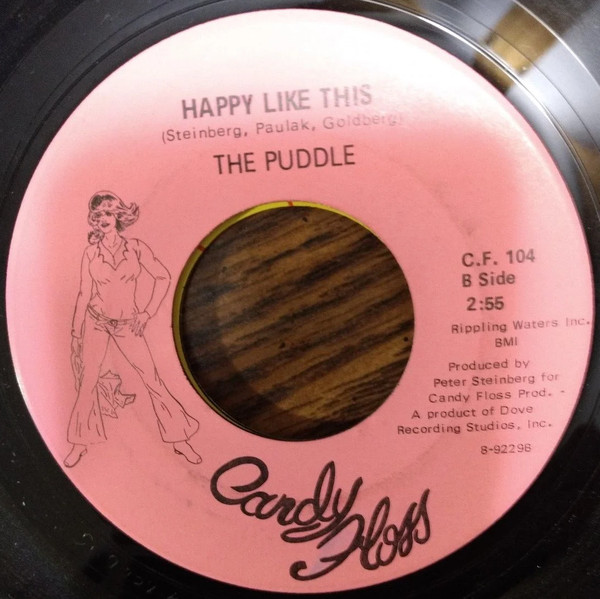 HAPPY LIKE THIS
(Steinberg, Paulak, Goldberg)
THE PUDDLE
C.F. 104
B Side
2:55
Rippling Waters Inc.
BMI
Produced by
Peter Steinberg for
Candy Floss Prod. -
A product of Dove
Recording Studios, Inc.
8-92296
Candy
Floss